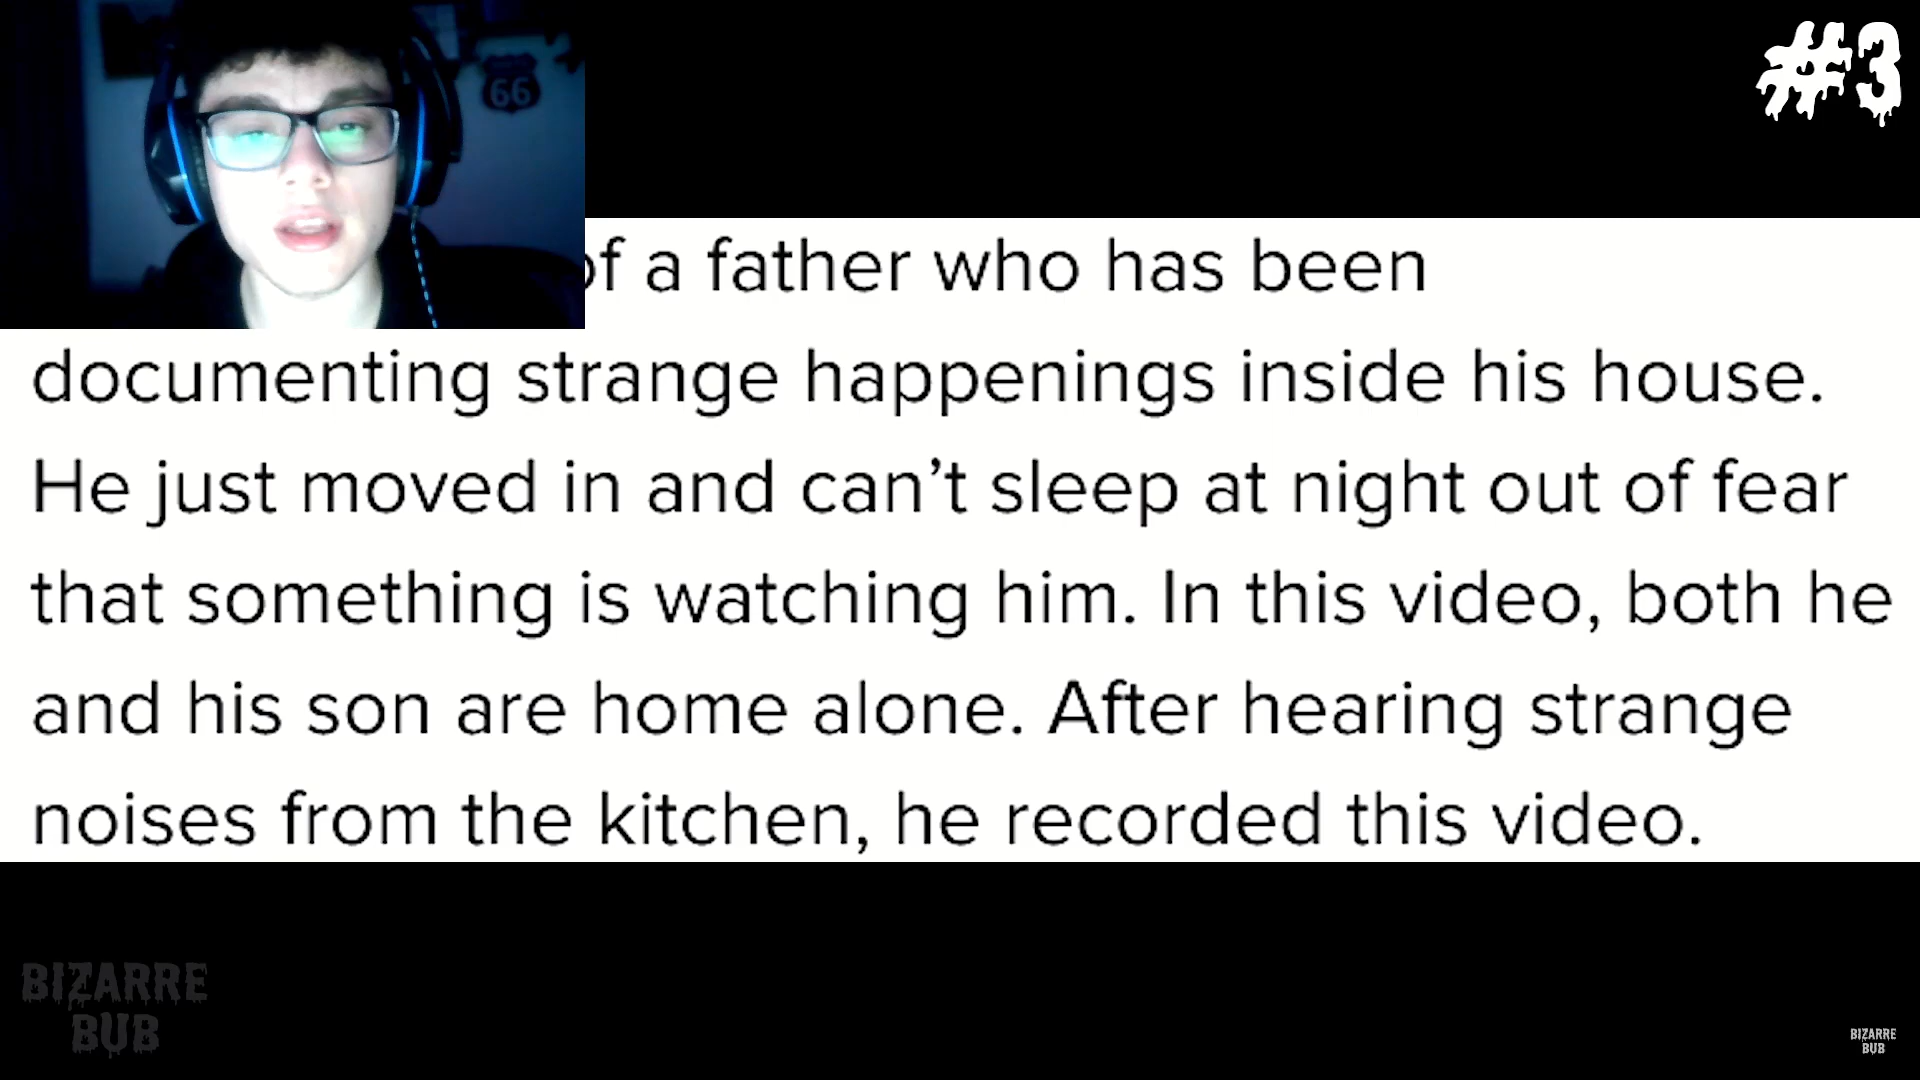 #3
66
of a father who has been
documenting strange happenings inside his house.
He just moved in and can’t sleep at night out of fear
that something is watching him. In this video, both he
and his son are home alone. After hearing strange
noises from the kitchen, he recorded this video.
BIZARRE
BUB
BIZARRE
BUB